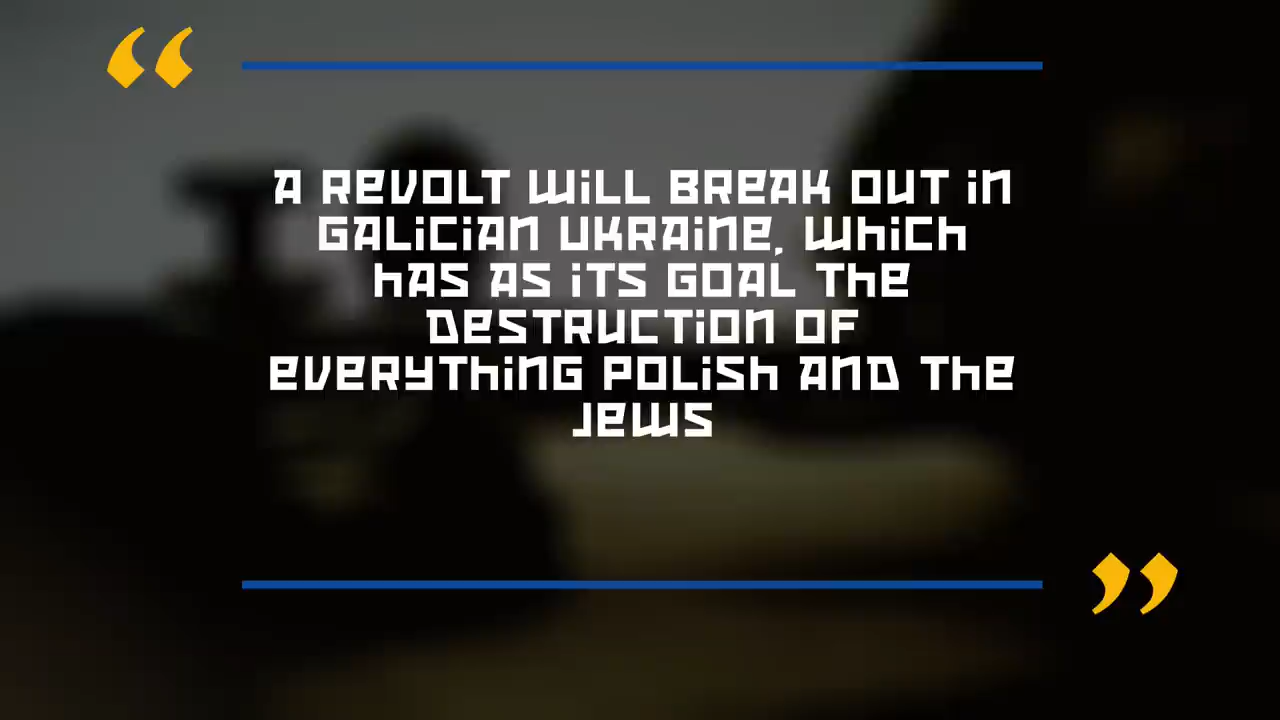 “
A REVOLT WILL BREAK OUT IN
GALICIAN UKRAINE, WHICH
HAS AS ITS GOAL THE
DESTRUCTION OF
EVERYTHING POLISH AND THE
JEWS
”